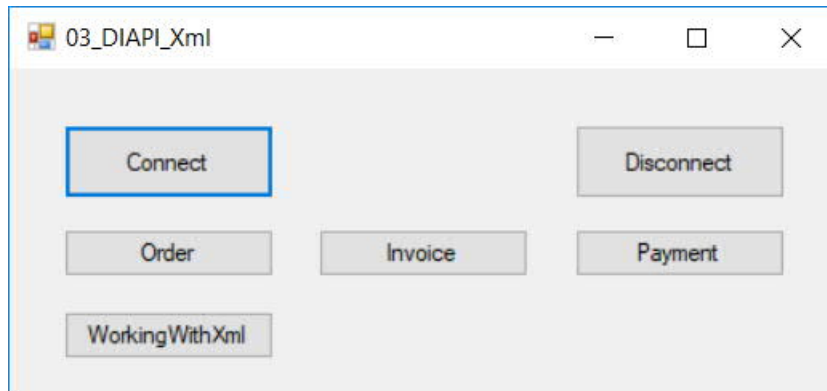 03_DIAPI_Xml
Connect
Disconnect
Order
Invoice
Payment
WorkingWithXml